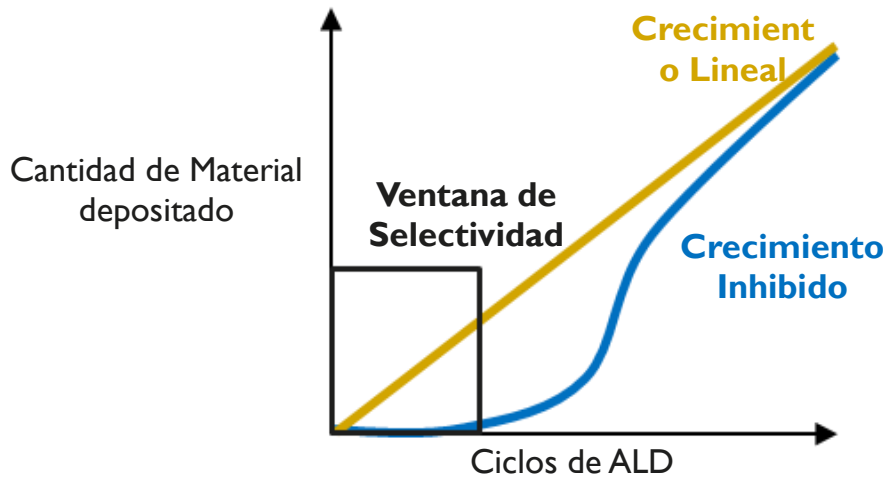 Crecimient
o Lineal
Cantidad de Material
depositado
Ventana de
Selectividad
Crecimiento
Inhibido
Ciclos de ALD